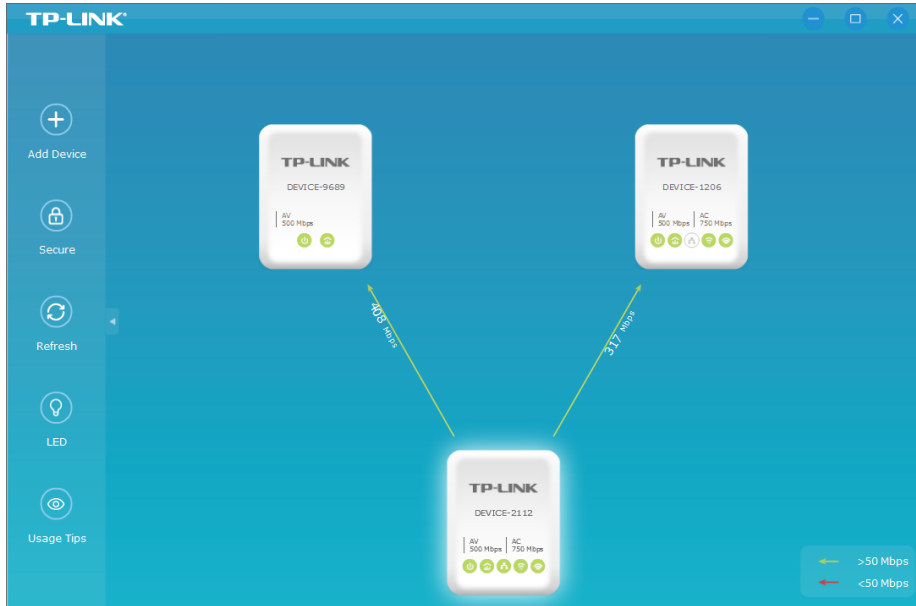 TP-LINK
Add Device
Secure
Refresh
LED
Usage Tips
TP-LINK
DEVICE-9689
AV
500 Mbps
TP-LINK
DEVICE-1206
AV AC
500 Mbps 750 Mbps
408 Mbps
317 Mbps
TP-LINK
DEVICE-2112
AV AC
500 Mbps 750 Mbps
>50 Mbps
<50 Mbps